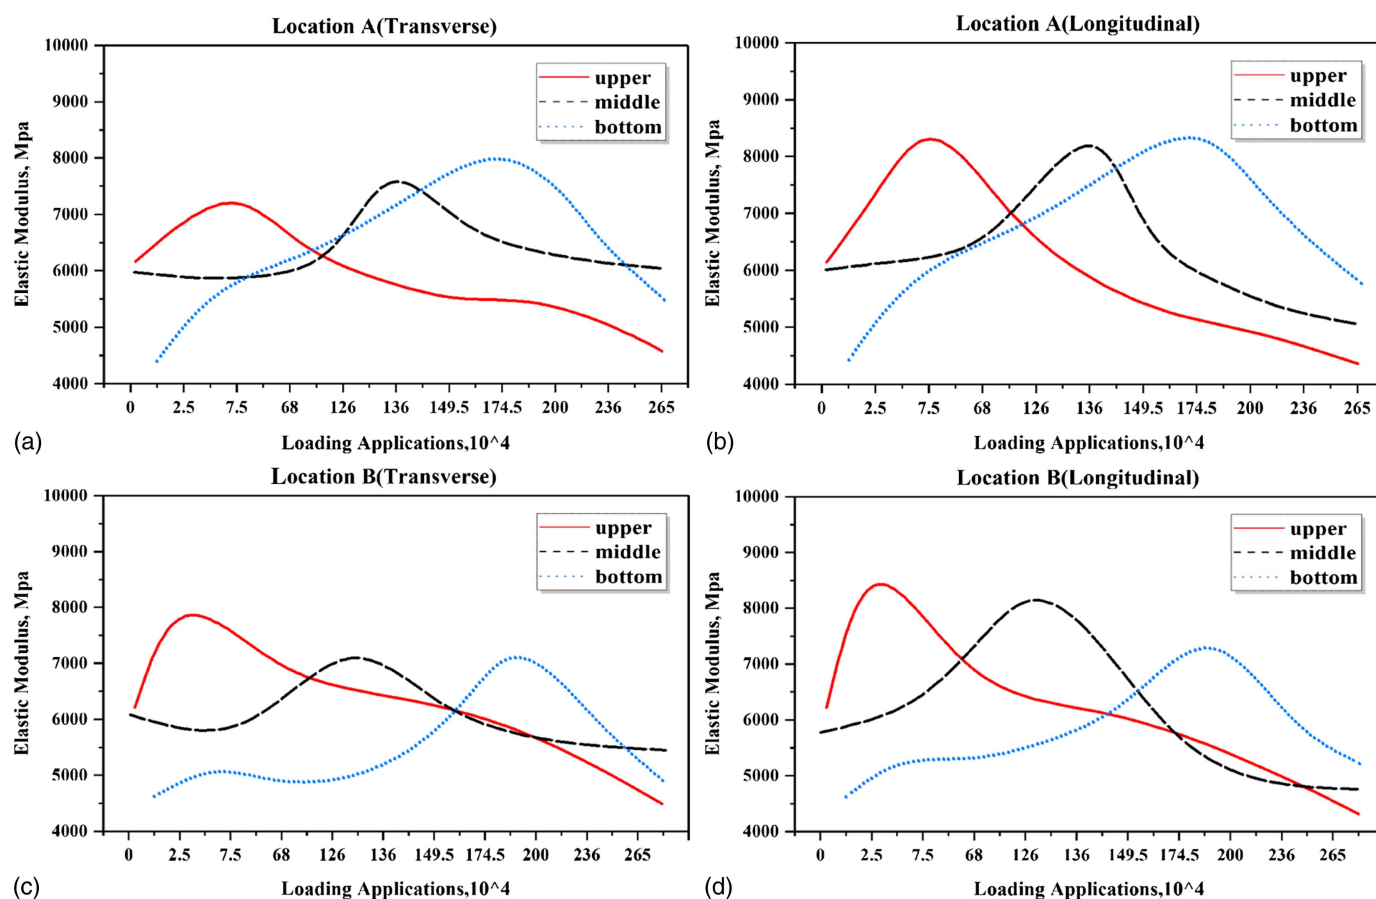 Location A(Transverse)
Elastic Modulus, Mpa
10000
9000
8000
7000
6000
5000
4000
upper
middle
bottom
0 2.5 7.5 68 126 136 149.5 174.5 200 236 265
Loading Applications,10^4
(a)
Location A(Longitudinal)
Elastic Modulus, Mpa
10000
9000
8000
7000
6000
5000
4000
upper
middle
bottom
0 2.5 7.5 68 126 136 149.5 174.5 200 236 265
Loading Applications,10^4
(b)
Location B(Transverse)
Elastic Modulus, Mpa
10000
9000
8000
7000
6000
5000
4000
upper
middle
bottom
0 2.5 7.5 68 126 136 149.5 174.5 200 236 265
Loading Applications,10^4
(c)
Location B(Longitudinal)
Elastic Modulus, Mpa
10000
9000
8000
7000
6000
5000
4000
upper
middle
bottom
0 2.5 7.5 68 126 136 149.5 174.5 200 236 265
Loading Applications,10^4
(d)